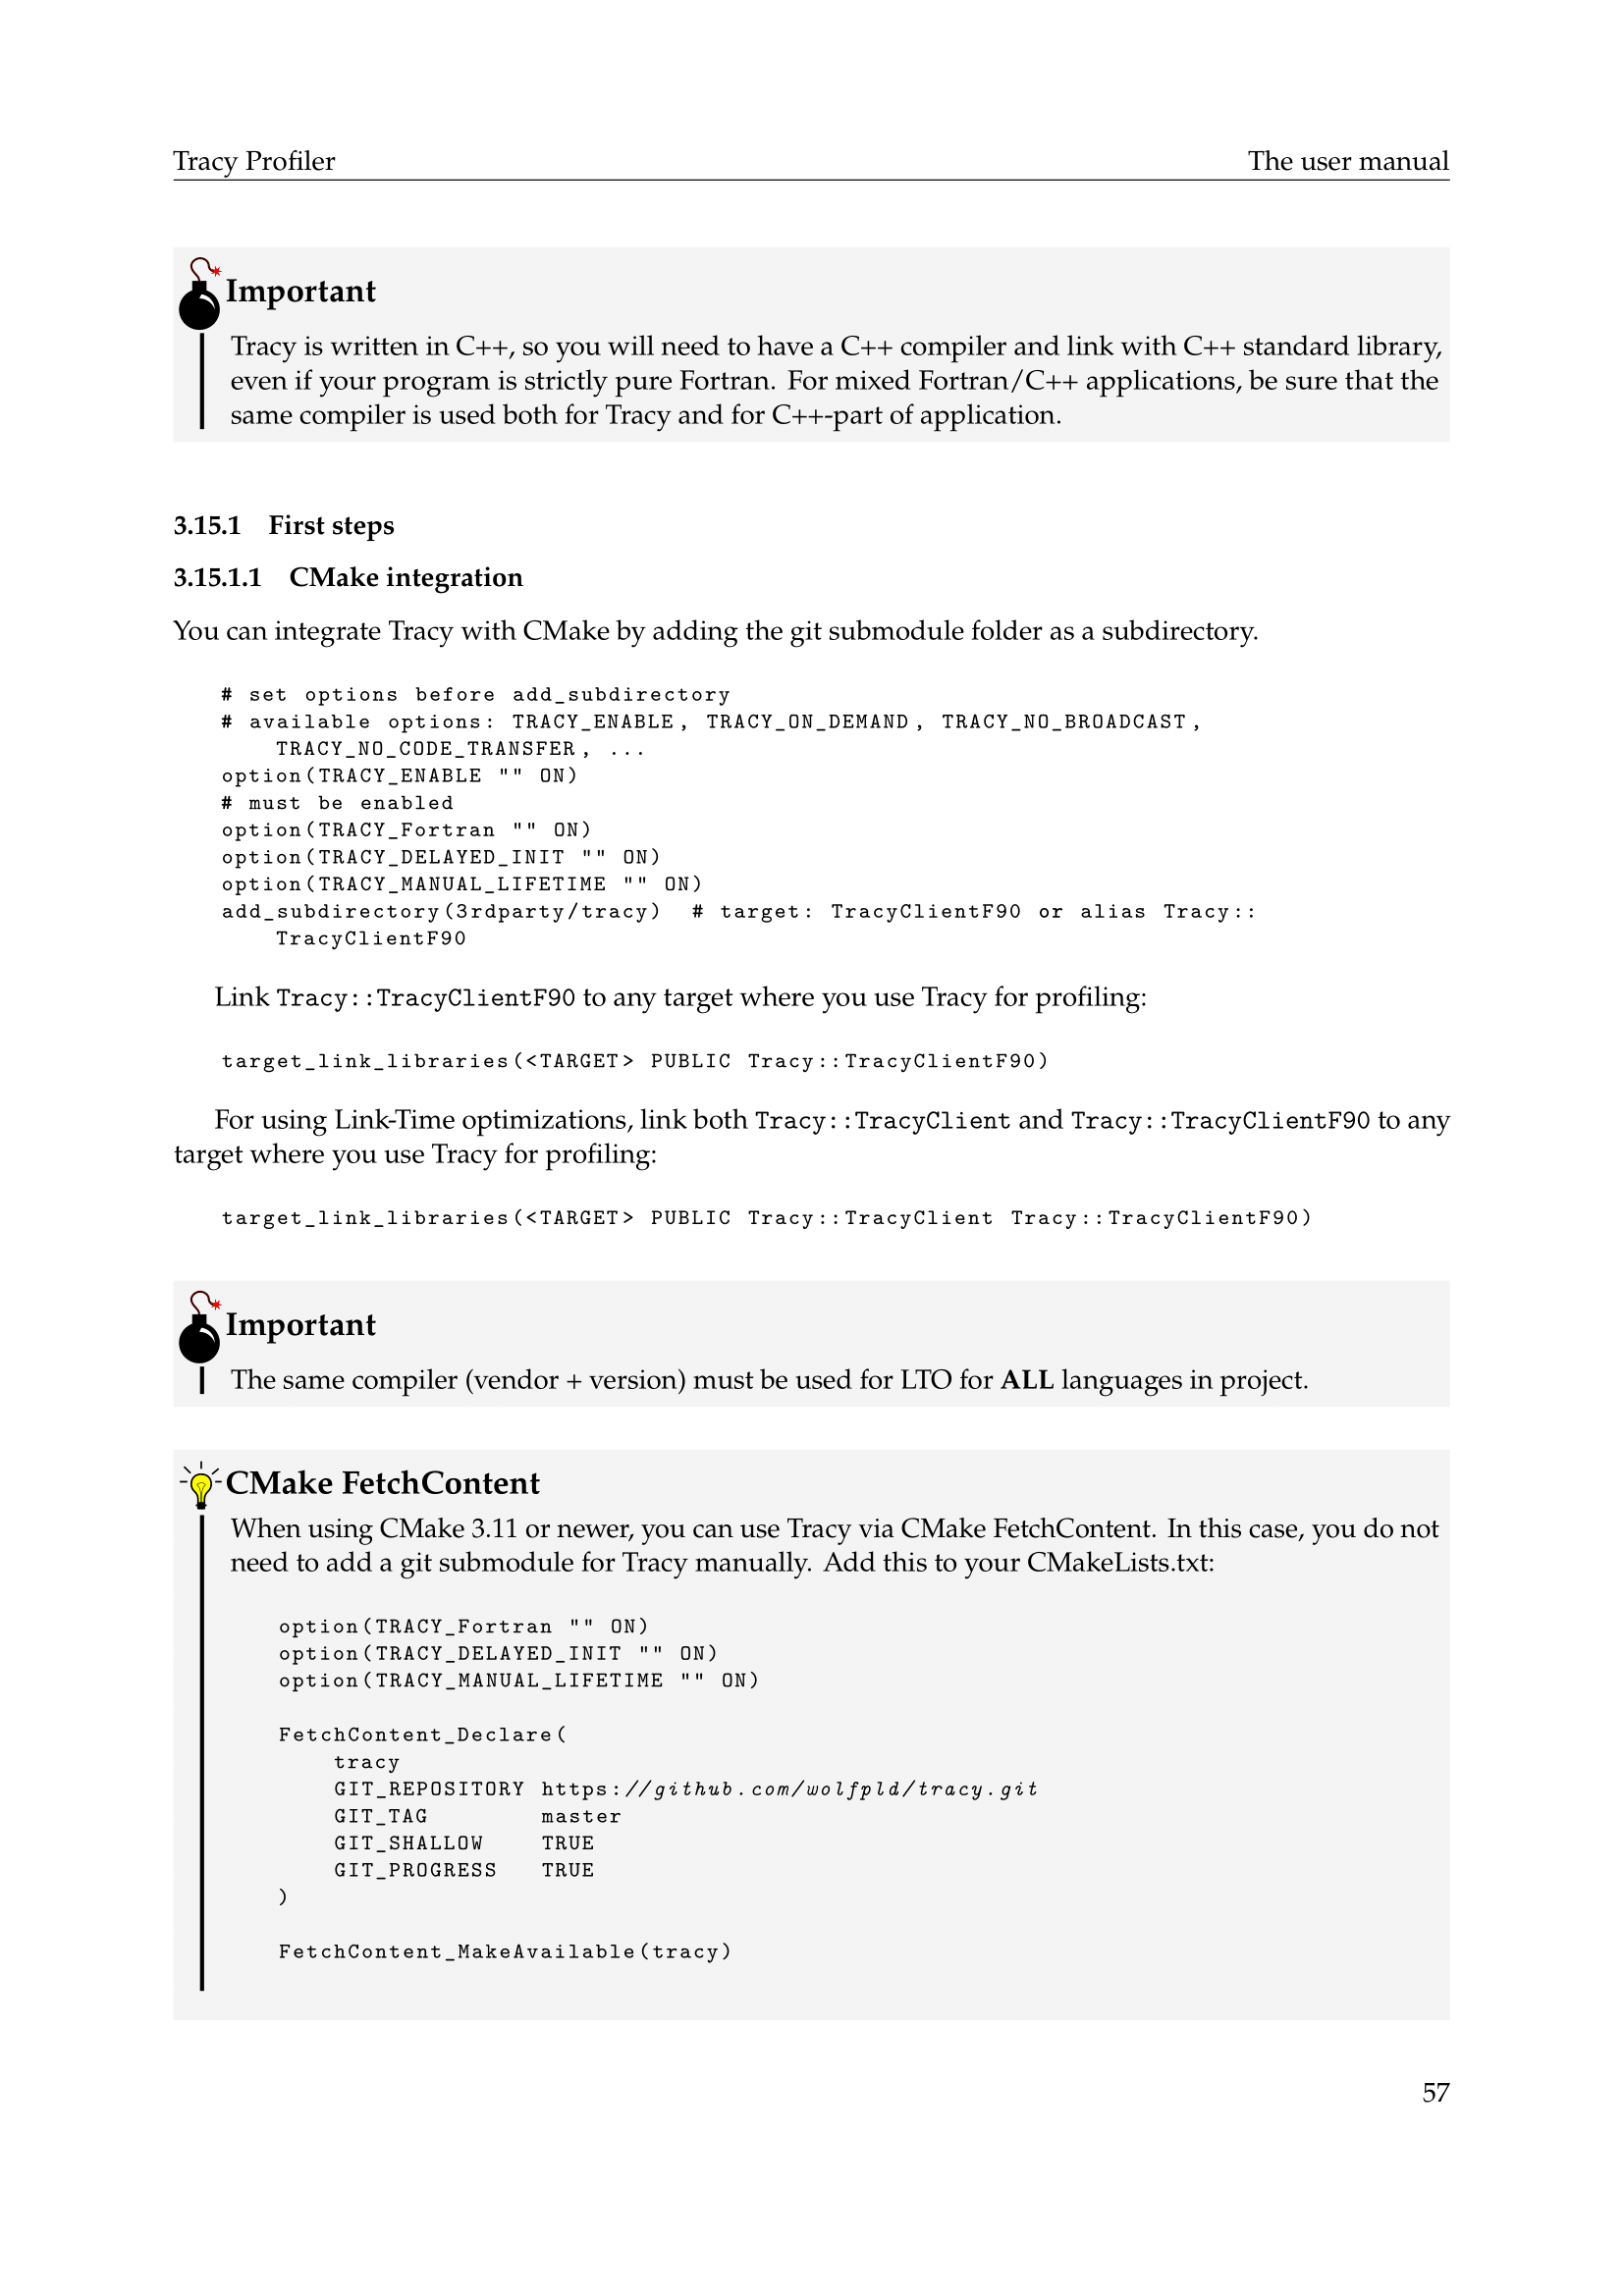 Tracy Profiler The user manual
Important
Tracy is written in C++, so you will need to have a C++ compiler and link with C++ standard library,
even if your program is strictly pure Fortran. For mixed Fortran/C++ applications, be sure that the
same compiler is used both for Tracy and for C++-part of application.
3.15.1 First steps
3.15.1.1 CMake integration
You can integrate Tracy with CMake by adding the git submodule folder as a subdirectory.
# set options before add_subdirectory
# available options: TRACY_ENABLE, TRACY_ON_DEMAND, TRACY_NO_BROADCAST,
TRACY_NO_CODE_TRANSFER, ...
option(TRACY_ENABLE "" ON)
# must be enabled
option(TRACY_Fortran "" ON)
option(TRACY_DELAYED_INIT "" ON)
option(TRACY_MANUAL_LIFETIME "" ON)
add_subdirectory(3rdparty/tracy) # target: TracyClientF90 or alias Tracy::
TracyClientF90
Link Tracy::TracyClientF90 to any target where you use Tracy for profiling:
target_link_libraries(<TARGET> PUBLIC Tracy::TracyClientF90)
For using Link-Time optimizations, link both Tracy::TracyClient and Tracy::TracyClientF90 to any
target where you use Tracy for profiling:
target_link_libraries(<TARGET> PUBLIC Tracy::TracyClient Tracy::TracyClientF90)
Important
The same compiler (vendor + version) must be used for LTO for ALL languages in project.
CMake FetchContent
When using CMake 3.11 or newer, you can use Tracy via CMake FetchContent. In this case, you do not
need to add a git submodule for Tracy manually. Add this to your CMakeLists.txt:
option(TRACY_Fortran "" ON)
option(TRACY_DELAYED_INIT "" ON)
option(TRACY_MANUAL_LIFETIME "" ON)
FetchContent_Declare(
tracy
GIT_REPOSITORY https://github.com/wolfpld/tracy.git
GIT_TAG master
GIT_SHALLOW TRUE
GIT_PROGRESS TRUE
)
FetchContent_MakeAvailable(tracy)
57